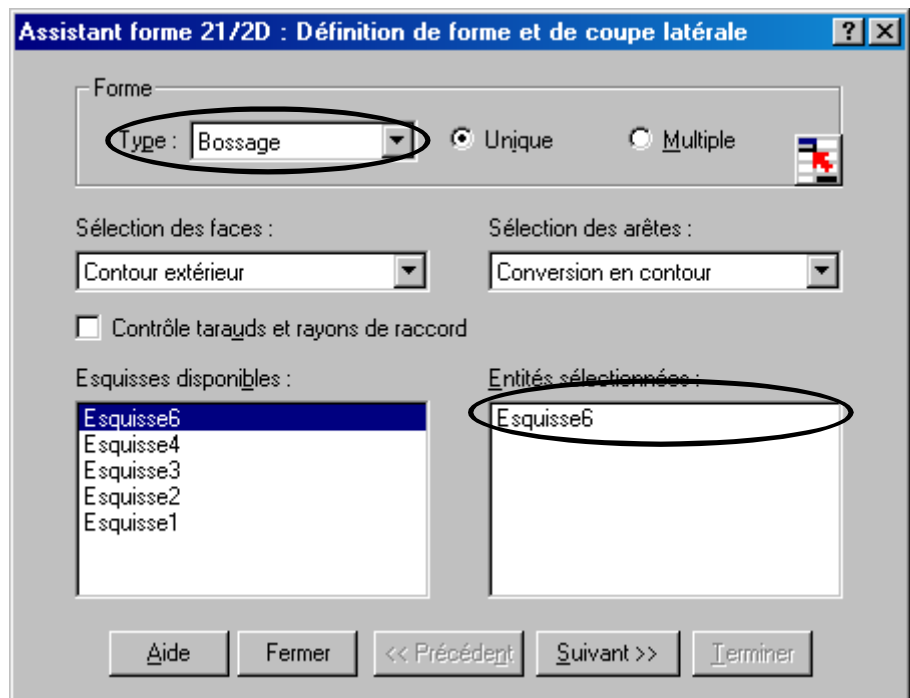 Assistant forme 21/2D : Définition de forme et de coupe latérale
Forme
Type : Bossage Unique Multiple
Sélection des faces : Sélection des arêtes :
Contour extérieur Conversion en contour
Contrôle tarauds et rayons de raccord
Esquisses disponibles : Entités sélectionnées :
Esquisse6 Esquisse6
Esquisse4
Esquisse3
Esquisse2
Esquisse1
Aide Fermer << Précédent Suivant >> Terminer